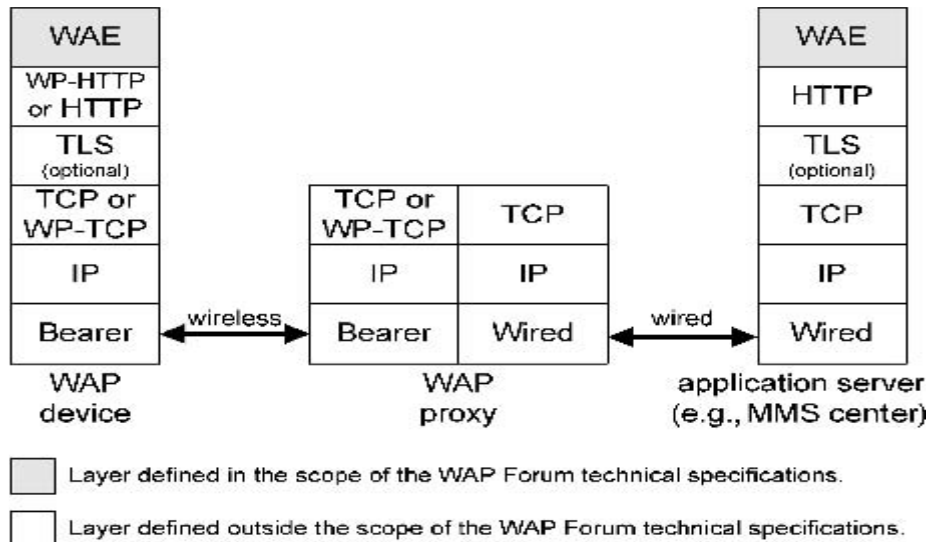 WAE
WP-HTTP
or HTTP
TLS
(optional)
TCP or
WP-TCP
IP
Bearer
WAP
device
wireless
TCP or
WP-TCP
IP
Bearer
TCP
IP
Wired
WAP
proxy
wired
WAE
HTTP
TLS
(optional)
TCP
IP
Wired
application server
(e.g., MMS center)
Layer defined in the scope of the WAP Forum technical specifications.
Layer defined outside the scope of the WAP Forum technical specifications.